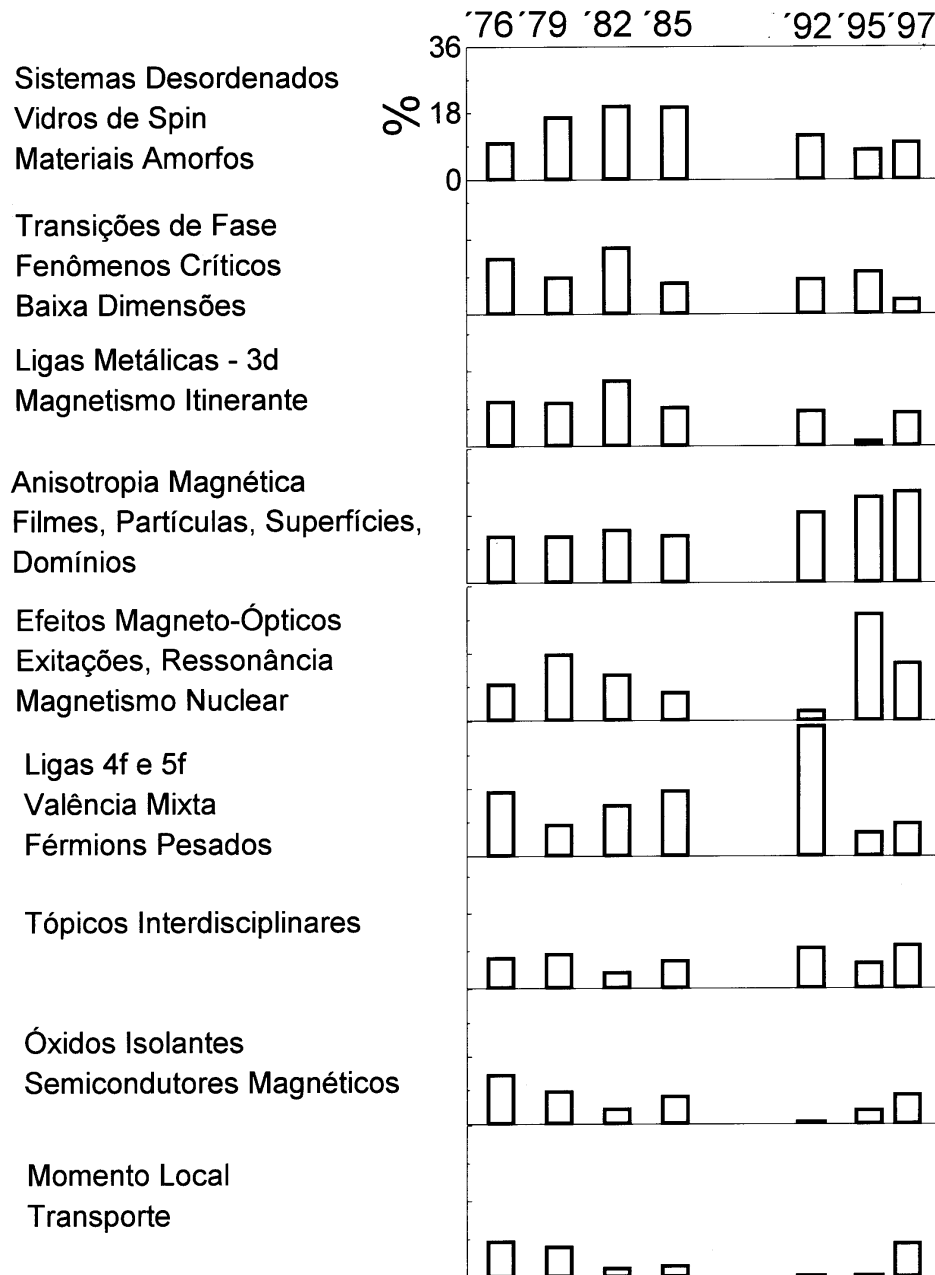 ´76 ´79 ´82 ´85 ´92 ´95 ´97
36
Sistemas Desordenados
Vidros de Spin
% 18
Materiais Amorfos
0
Transições de Fase
Fenômenos Críticos
Baixa Dimensões
Ligas Metálicas - 3d
Magnetismo Itinerante
Anisotropia Magnética
Filmes, Partículas, Superfícies,
Domínios
Efeitos Magneto-Ópticos
Exitações, Ressonância
Magnetismo Nuclear
Ligas 4f e 5f
Valência Mixta
Férmions Pesados
Tópicos Interdisciplinares
Óxidos Isolantes
Semicondutores Magnéticos
Momento Local
Transporte